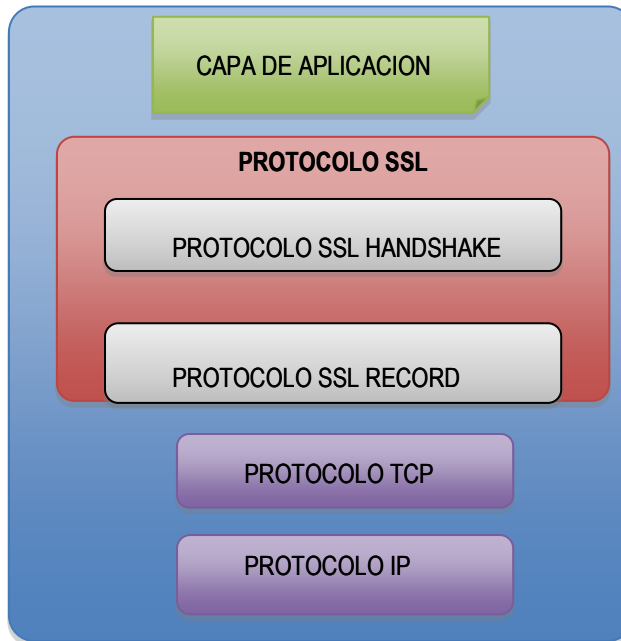 CAPA DE APLICACION
PROTOCOLO SSL
PROTOCOLO SSL HANDSHAKE
PROTOCOLO SSL RECORD
PROTOCOLO TCP
PROTOCOLO IP